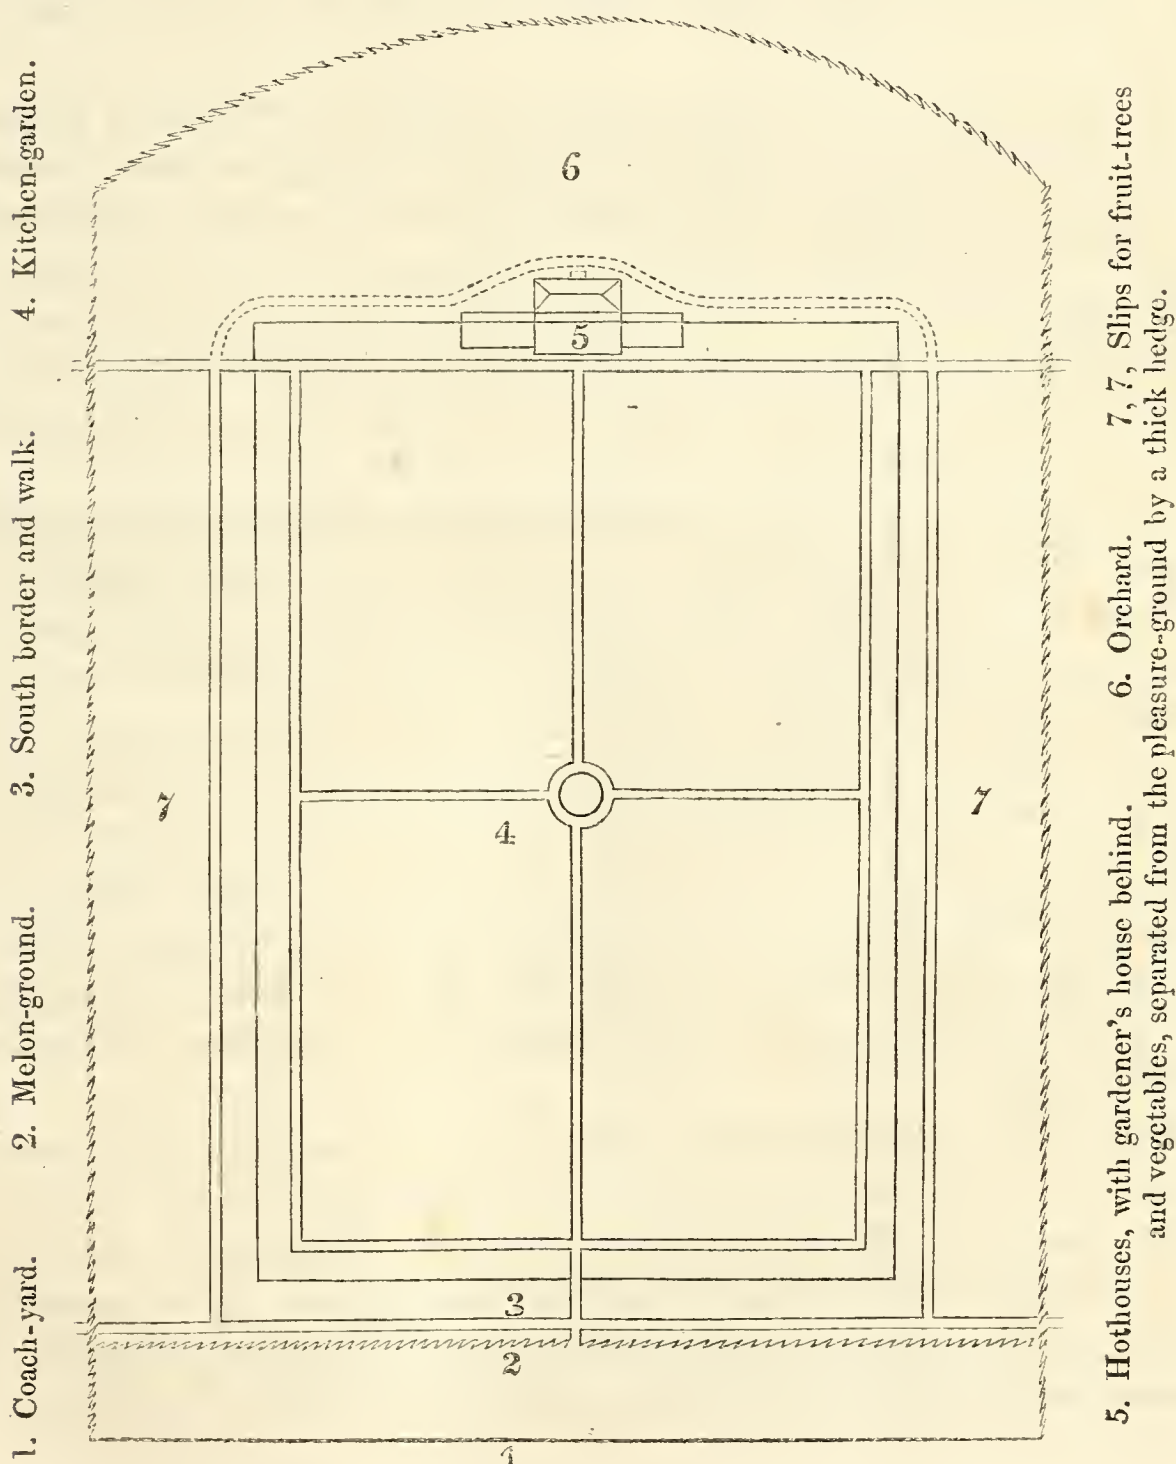 1. Coach-yard. 2. Melon-ground. 3. South border and walk. 4. Kitchen-garden.
6
5
7
7
4
3
2
1
5. Hothouses, with gardener's house behind. 6. Orchard. 7, 7, Slips for fruit-trees
and vegetables, separated from the pleasure-ground by a thick hedge.